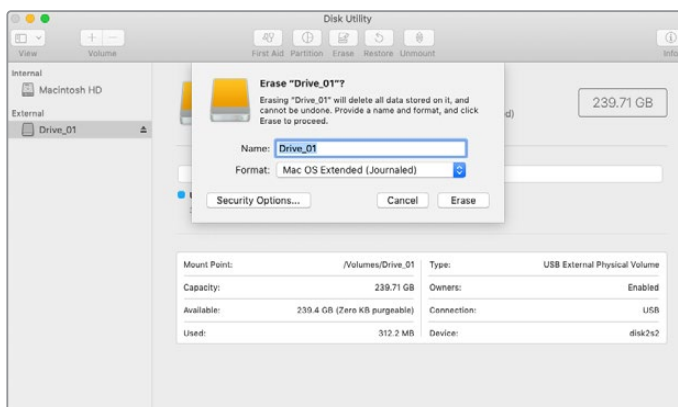 Disk Utility
View
Volume
First Aid Partition Erase Restore Unmount
Info
Internal
Macintosh HD
External
Drive_01
Erase "Drive_01"?
Erasing "Drive_01" will delete all data stored on it, and
cannot be undone. Provide a name and format, and click
Erase to proceed.
Name: Drive_01
Format: Mac OS Extended (Journaled)
Security Options... Cancel Erase
d)
239.71 GB
Mount Point: /Volumes/Drive_01 Type: USB External Physical Volume
Capacity: 239.71 GB Owners: Enabled
Available: 239.4 GB (Zero KB purgeable) Connection: USB
Used: 312.2 MB Device: disk2s2